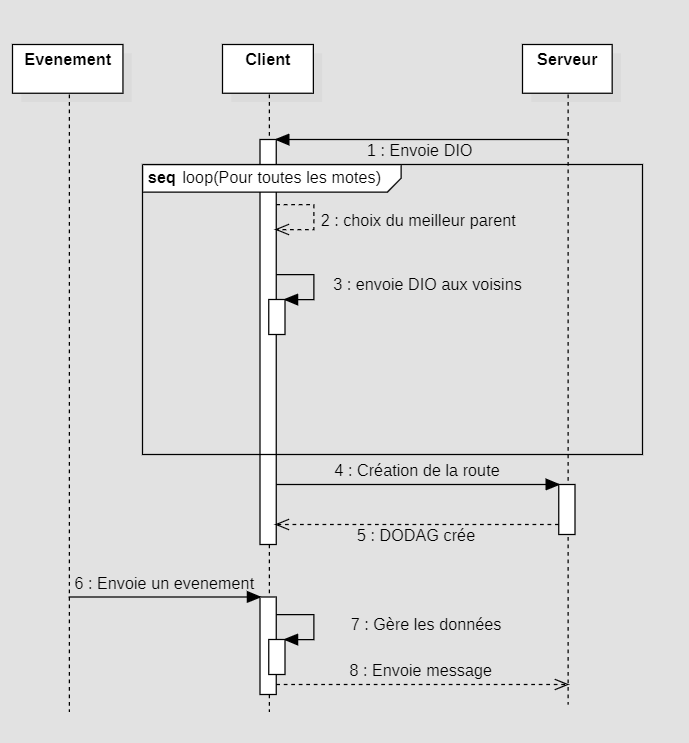 Evenement
Client
Serveur
1 : Envoie DIO
seq loop(Pour toutes les motes)
2 : choix du meilleur parent
3 : envoie DIO aux voisins
4 : Création de la route
5 : DODAG crée
6 : Envoie un evenement
7 : Gère les données
8 : Envoie message